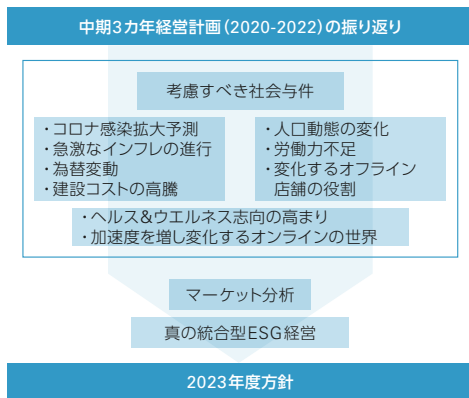 中期3カ年経営計画(2020-2022)の振り返り
考慮すべき社会与件
・コロナ感染拡大予測
・急激なインフレの進行
・為替変動
・建設コストの高騰
・人口動態の変化
・労働力不足
・変化するオフライン
店舗の役割
・ヘルス&ウエルネス志向の高まり
・加速度を増し変化するオンラインの世界
マーケット分析
真の統合型ESG経営
2023年度方針